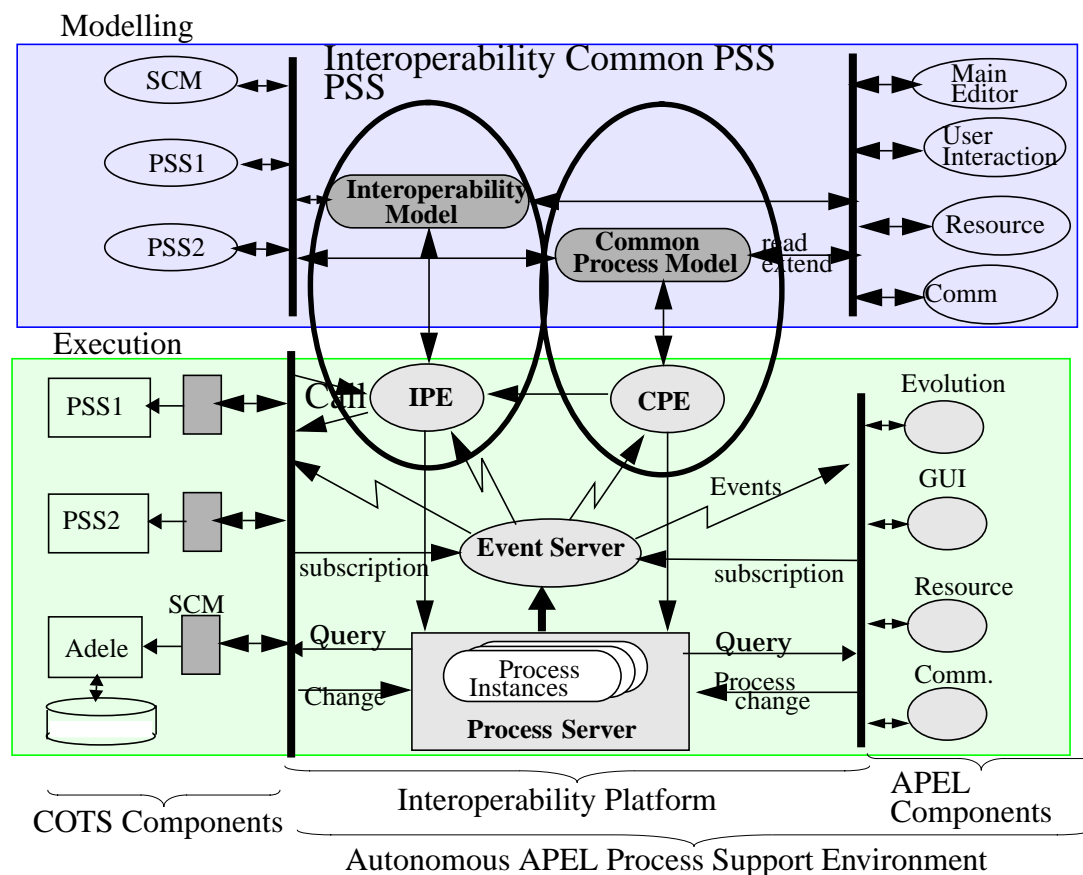 Modelling
Interoperability Common PSS
PSS
SCM
PSS1
PSS2
Interoperability
Model
Common
Process Model
read
extend
Main
Editor
User
Interaction
Resource
Comm
Execution
PSS1
PSS2
SCM
Adele
Call
IPE
CPE
Events
Event Server
subscription
subscription
Query
Change
Query
Process
change
Process
Instances
Process Server
Evolution
GUI
Resource
Comm.
COTS Components
Interoperability Platform
APEL
Components
Autonomous APEL Process Support Environment